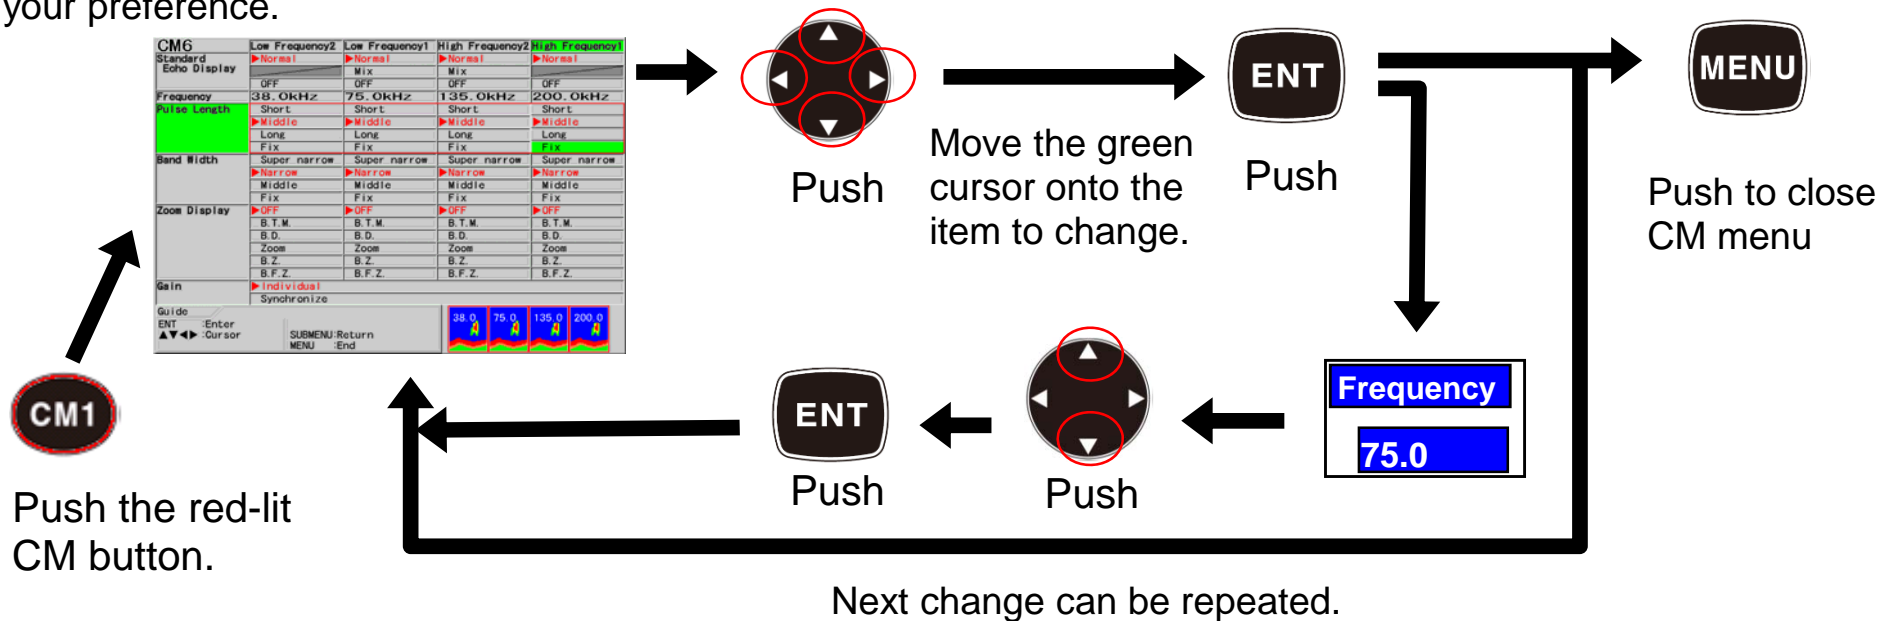 your preference.
CM6 Low Frequency2 Low Frequency1 High Frequency2 High Frequency1
Standard ▶Normal ▶Normal ▶Normal ▶Normal
Echo Display Mix Mix
OFF OFF OFF OFF
Frequency 38.0kHz 75.0kHz 135.0kHz 200.0kHz
Pulse Length Short Short Short Short
▶Middle ▶Middle ▶Middle ▶Middle
Long Long Long Long
Fix Fix Fix Fix
Band Width Super narrow Super narrow Super narrow Super narrow
▶Narrow ▶Narrow ▶Narrow ▶Narrow
Middle Middle Middle Middle
Fix Fix Fix Fix
Zoom Display ▶OFF ▶OFF ▶OFF ▶OFF
B.T.M. B.T.M. B.T.M. B.T.M.
B.D. B.D. B.D. B.D.
Zoom Zoom Zoom Zoom
B.Z. B.Z. B.Z. B.Z.
B.F.Z. B.F.Z. B.F.Z. B.F.Z.
Gain ▶Individual
Synchronize
Guide
ENT :Enter
▲▼◀▶ :Cursor SUBMENU:Return
MENU :End
38.0 75.0 135.0 200.0
Push
Move the green
cursor onto the
item to change.
ENT
Push
MENU
Push to close
CM menu
CM1
Push the red-lit
CM button.
ENT
Push
Push
Frequency
75.0
Next change can be repeated.